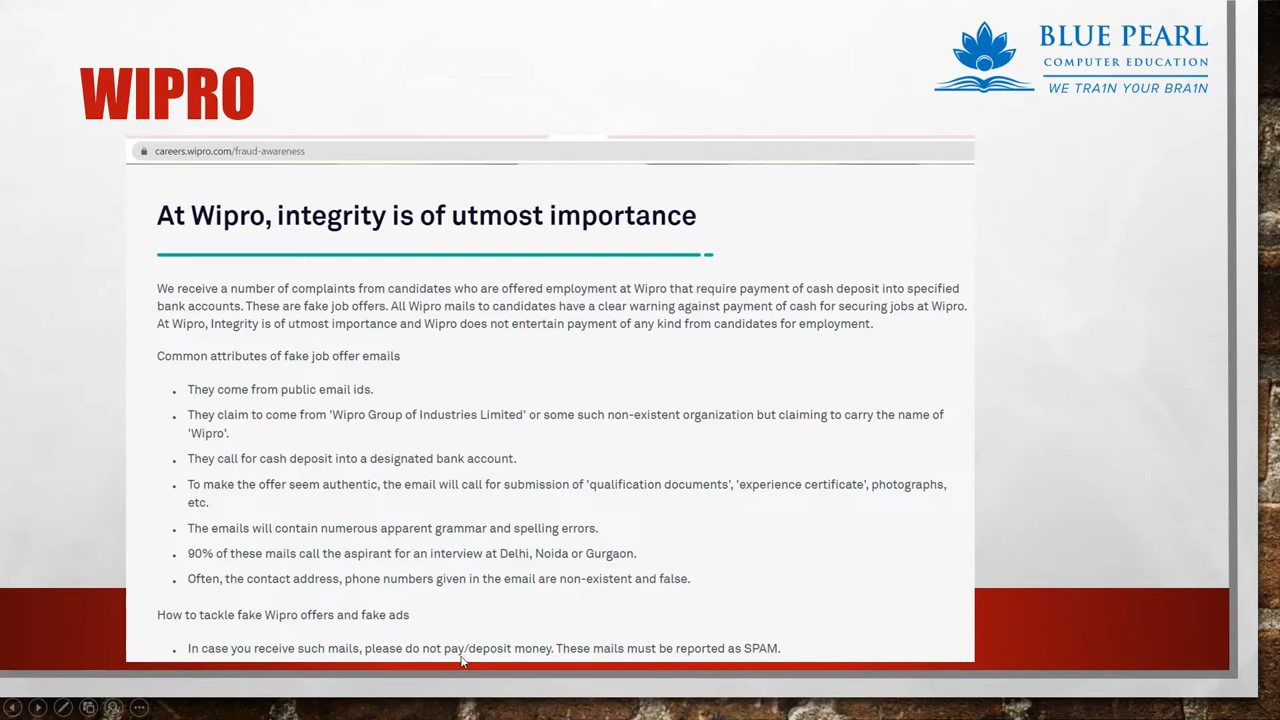 BLUE PEARL
COMPUTER EDUCATION
WE TRA1N Y0UR BRA1N
WIPRO
careers.wipro.com/fraud-awareness
At Wipro, integrity is of utmost importance
We receive a number of complaints from candidates who are offered employment at Wipro that require payment of cash deposit into specified
bank accounts. These are fake job offers. All Wipro mails to candidates have a clear warning against payment of cash for securing jobs at Wipro.
At Wipro, Integrity is of utmost importance and Wipro does not entertain payment of any kind from candidates for employment.
Common attributes of fake job offer emails
• They come from public email ids.
• They claim to come from 'Wipro Group of Industries Limited' or some such non-existent organization but claiming to carry the name of
'Wipro'.
• They call for cash deposit into a designated bank account.
• To make the offer seem authentic, the email will call for submission of 'qualification documents', 'experience certificate', photographs,
etc.
• The emails will contain numerous apparent grammar and spelling errors.
• 90% of these mails call the aspirant for an interview at Delhi, Noida or Gurgaon.
• Often, the contact address, phone numbers given in the email are non-existent and false.
How to tackle fake Wipro offers and fake ads
• In case you receive such mails, please do not pay/deposit money. These mails must be reported as SPAM.